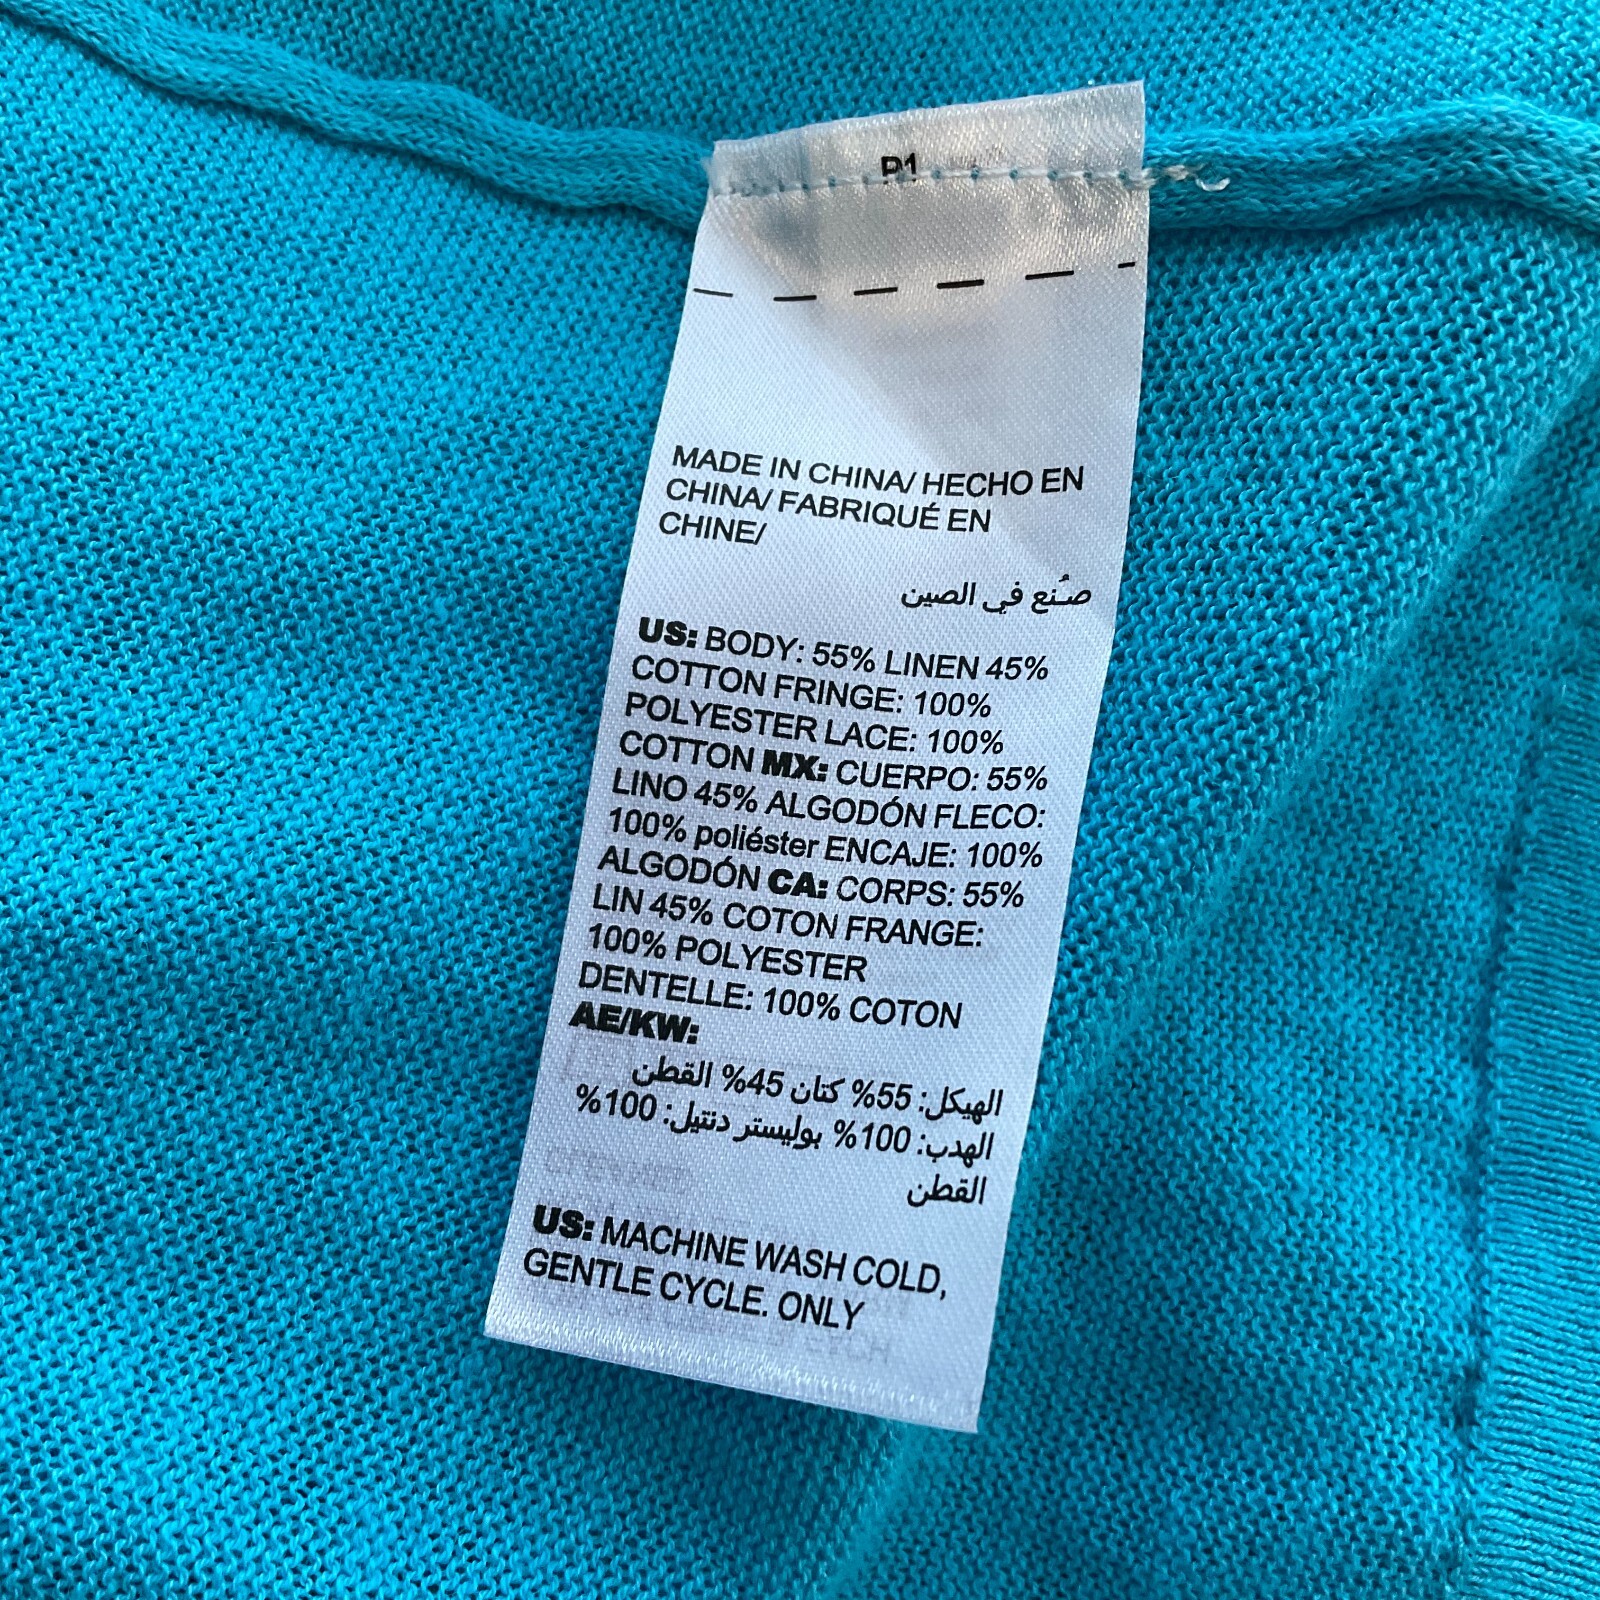 P1
MADE IN CHINA/ HECHO EN
CHINA/ FABRIQUÉ EN
CHINE/
صُنع في الصين
US: BODY: 55% LINEN 45%
COTTON FRINGE: 100%
POLYESTER LACE: 100%
COTTON MX: CUERPO: 55%
LINO 45% ALGODÓN FLECO:
100% poliéster ENCAJE: 100%
ALGODÓN CA: CORPS: 55%
LIN 45% COTON FRANGE:
100% POLYESTER
DENTELLE: 100% COTON
AE/KW:
الهيكل: 55% كتان 45% القطن
الهدب: 100% بوليستر دنتيل: 100%
القطن
US: MACHINE WASH COLD,
GENTLE CYCLE. ONLY